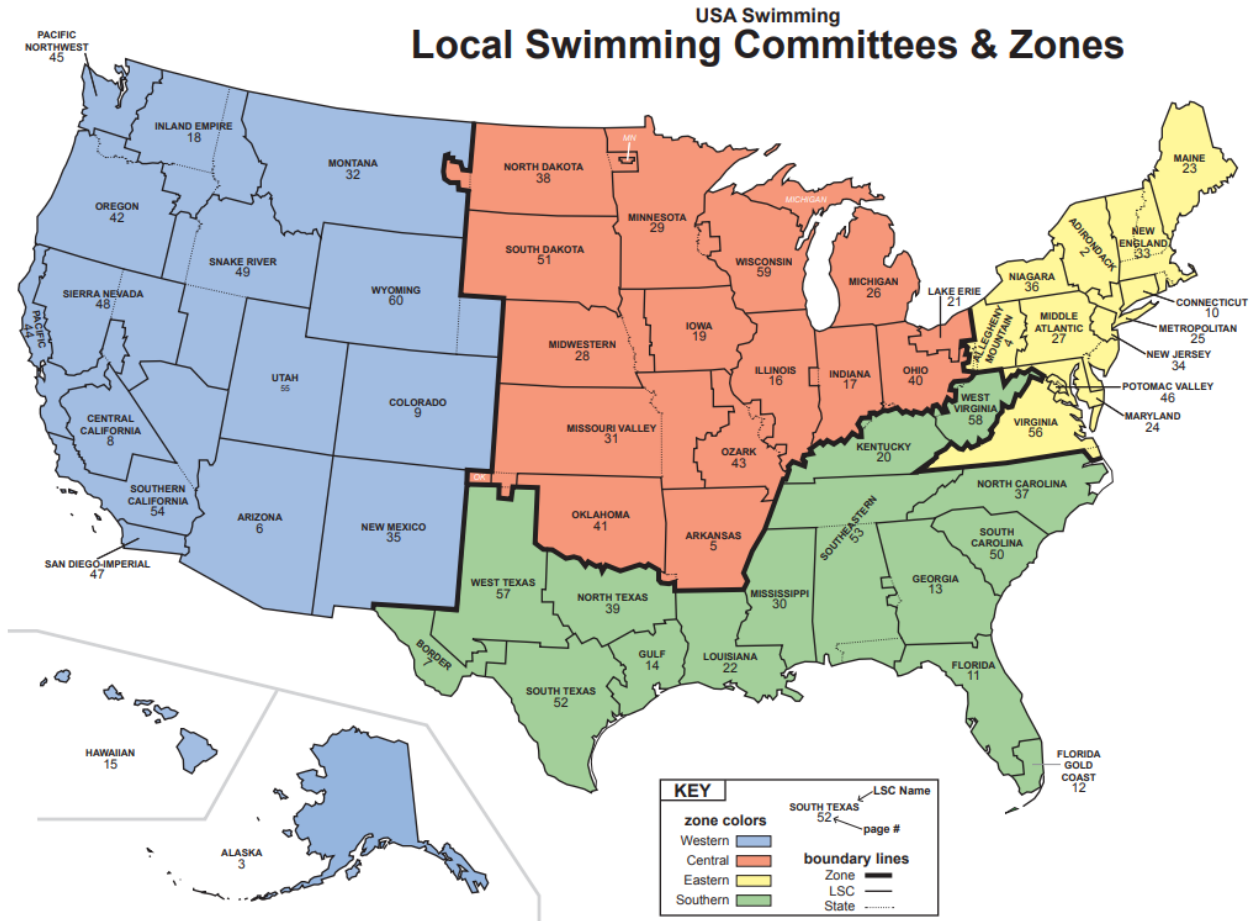 USA Swimming
Local Swimming Committees & Zones
PACIFIC
NORTHWEST
45
INLAND EMPIRE
18
MONTANA
32
OREGON
42
SNAKE RIVER
49
WYOMING
60
SIERRA NEVADA
48
PACIFIC
44
UTAH
55
COLORADO
9
CENTRAL
CALIFORNIA
8
SOUTHERN
CALIFORNIA
54
SAN DIEGO-IMPERIAL
47
ARIZONA
6
NEW MEXICO
35
HAWAIIAN
15
ALASKA
3
NORTH DAKOTA
38
MN
MINNESOTA
29
SOUTH DAKOTA
51
MICHIGAN
WISCONSIN
59
MICHIGAN
26
LAKE ERIE
21
MIDWESTERN
28
IOWA
19
ILLINOIS
16
INDIANA
17
OHIO
40
MISSOURI VALLEY
31
OZARK
43
OK
OKLAHOMA
41
ARKANSAS
5
MAINE
23
ADIRONDACK
2
NEW
ENGLAND
33
NIAGARA
36
CONNECTICUT
10
METROPOLITAN
25
NEW JERSEY
34
ALLEGHENY
MOUNTAIN
4
MIDDLE
ATLANTIC
27
POTOMAC VALLEY
46
MARYLAND
24
VIRGINIA
56
WEST
VIRGINIA
58
KENTUCKY
20
NORTH CAROLINA
37
SOUTH
CAROLINA
50
SOUTHEASTERN
53
GEORGIA
13
MISSISSIPPI
30
WEST TEXAS
57
NORTH TEXAS
39
BORDER
7
GULF
14
LOUISIANA
22
SOUTH TEXAS
52
FLORIDA
11
FLORIDA
GOLD
COAST
12
KEY
zone colors
Western
Central
Eastern
Southern
LSC Name
SOUTH TEXAS
52
page #
boundary lines
Zone
LSC
State